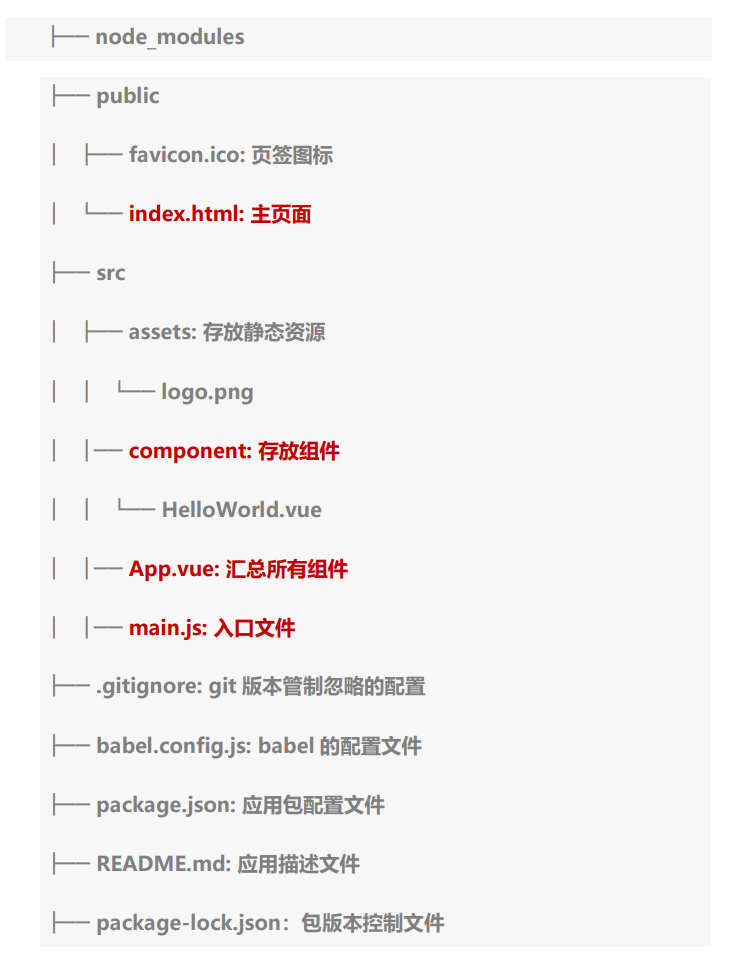 ├── node_modules
├── public
│ ├── favicon.ico: 页签图标
│ └── index.html: 主页面
├── src
│ ├── assets: 存放静态资源
│ │ └── logo.png
│ │── component: 存放组件
│ │ └── HelloWorld.vue
│ │── App.vue: 汇总所有组件
│ │── main.js: 入口文件
├── .gitignore: git 版本管制忽略的配置
├── babel.config.js: babel 的配置文件
├── package.json: 应用包配置文件
├── README.md: 应用描述文件
├── package-lock.json：包版本控制文件